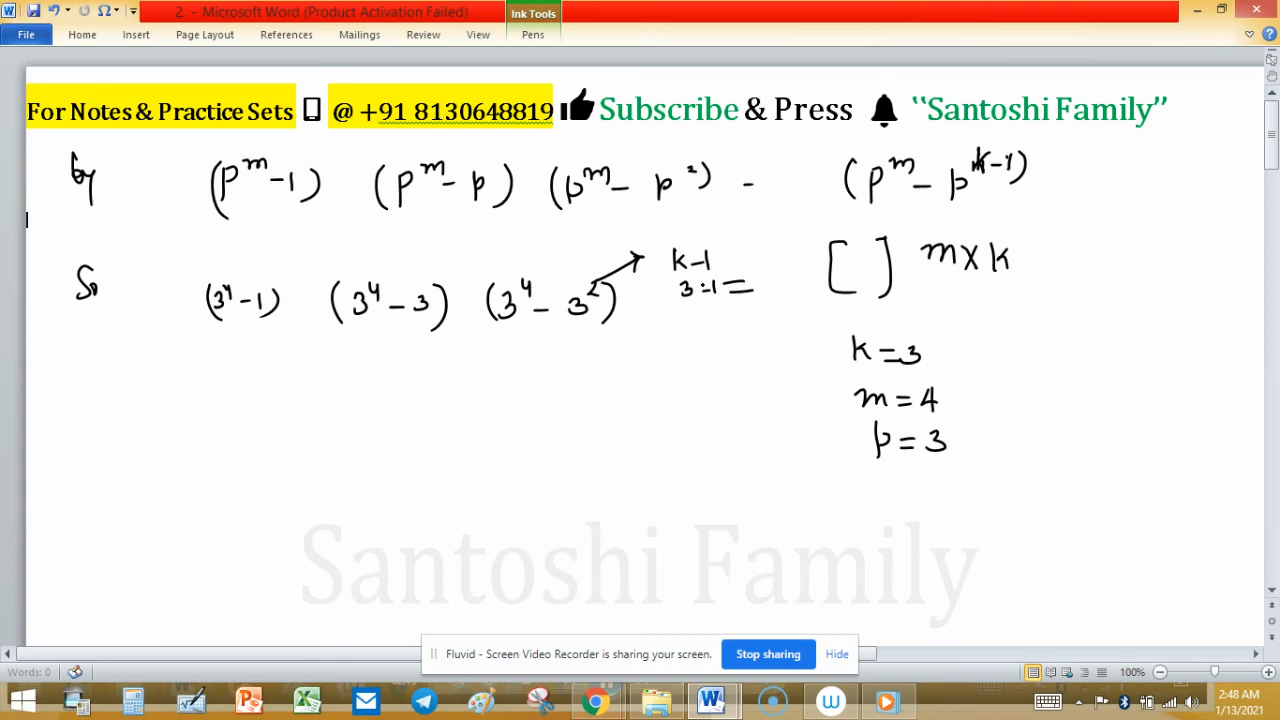 2. - Microsoft Word (Product Activation Failed)
Ink Tools
File Home Insert Page Layout References Mailings Review View Pens
For Notes & Practice Sets @ +91 8130648819 Subscribe & Press ‘‘Santoshi Family’’
by (p^m - 1) (p^m - p) (p^m - p^2) - (p^m - p^k-1)
So (3^4 - 1) (3^4 - 3) (3^4 - 3^2) → k-1 [ ] m×k
3-1=
k = 3
m = 4
p = 3
Santoshi Family
Fluvid - Screen Video Recorder is sharing your screen. Stop sharing Hide
Words: 0 100%
2:48 AM
1/13/2021